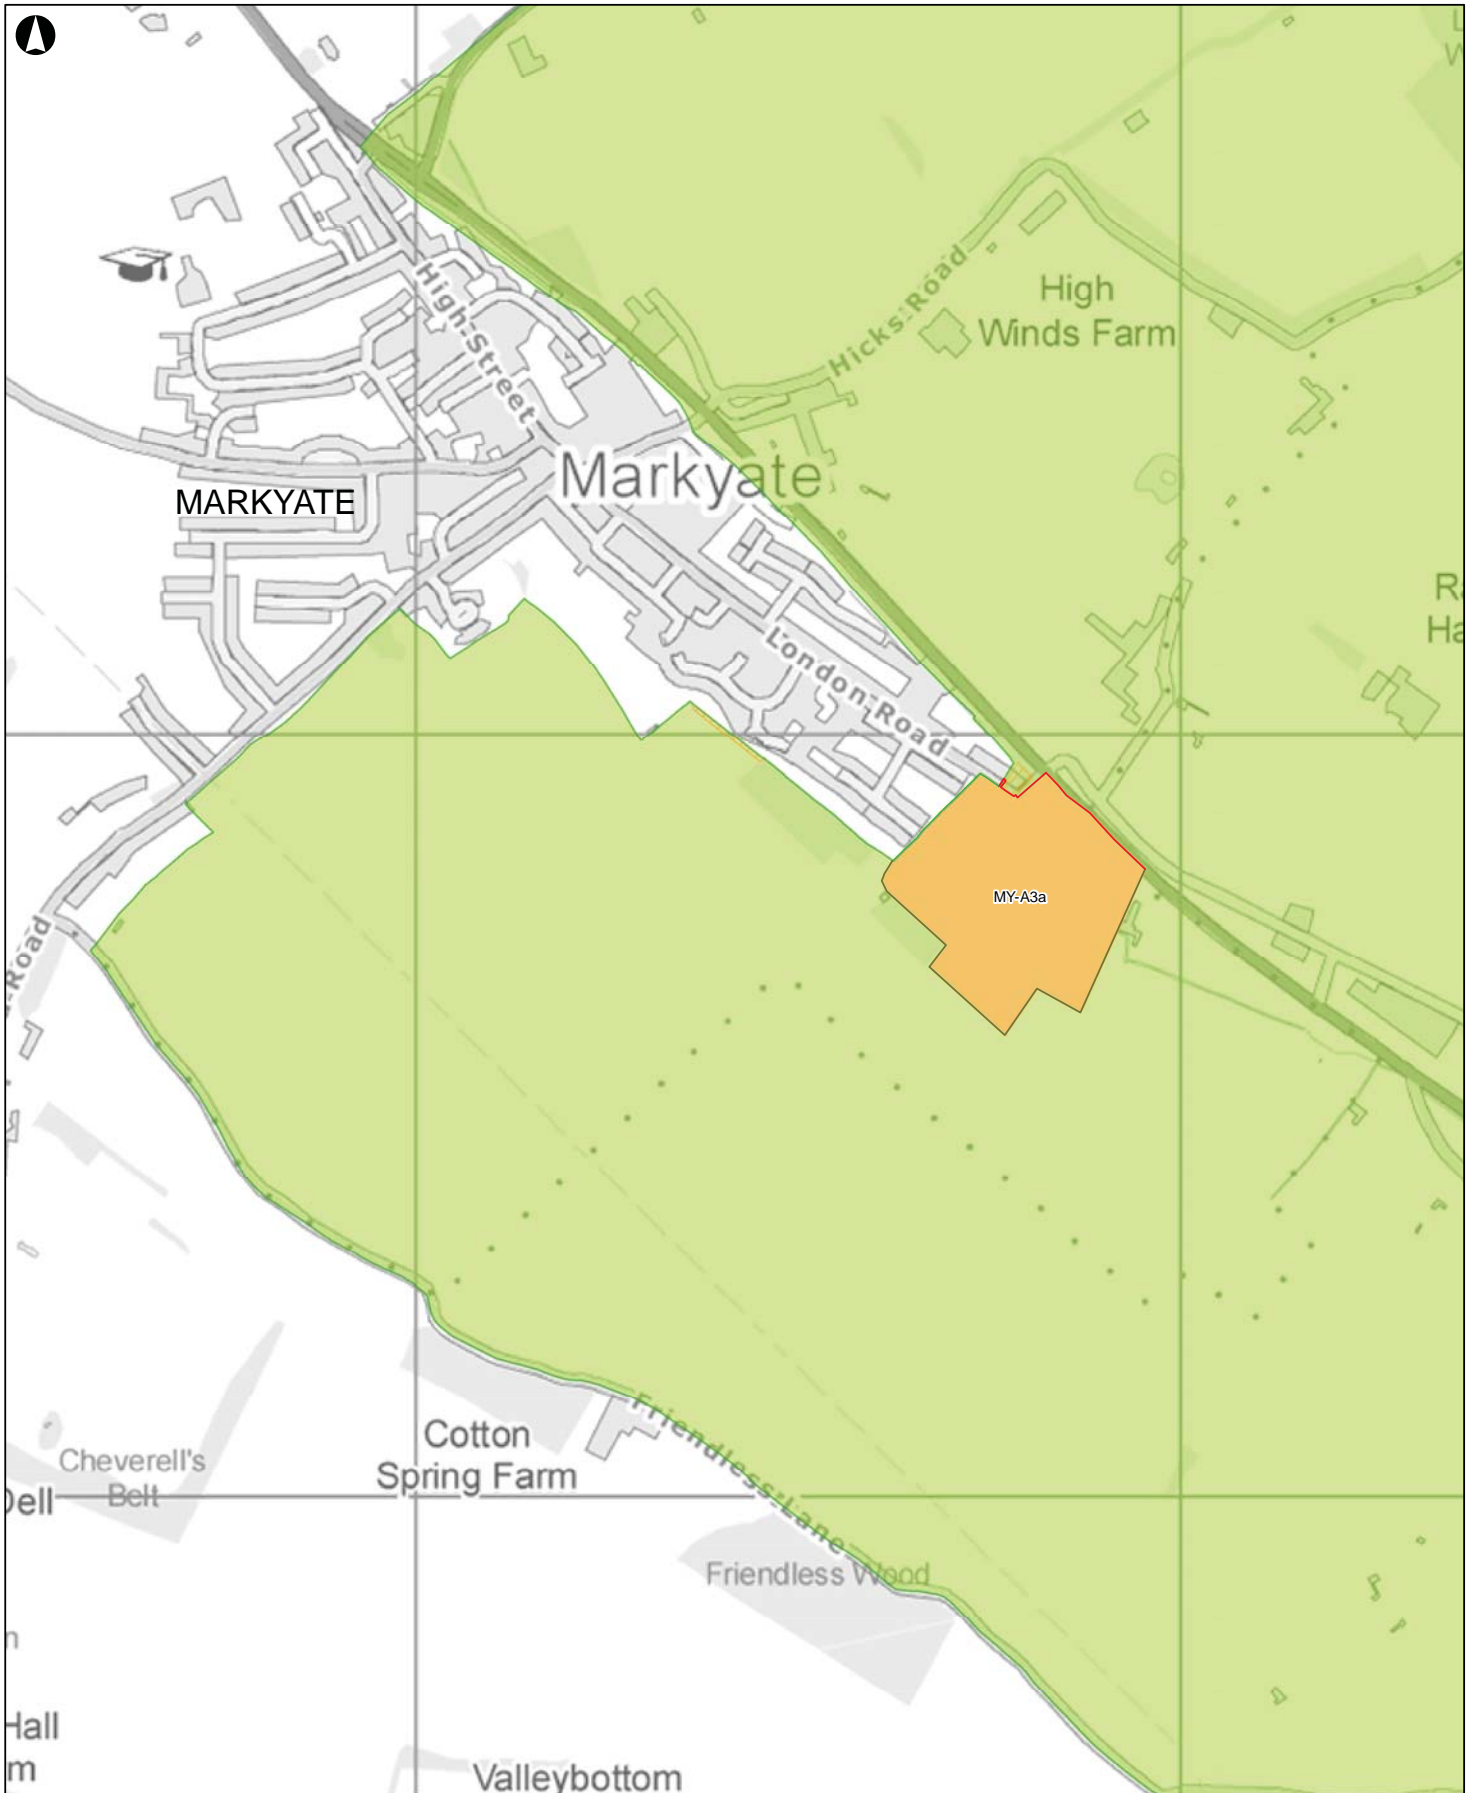 High Street
Hicks Road
High
Winds Farm
Markyate
MARKYATE
London Road
MY-A3a
Road
Cotton
Spring Farm
Cheverell's
Belt
Dell
Friendless Lane
Friendless Wood
Hall
m
Valleybottom